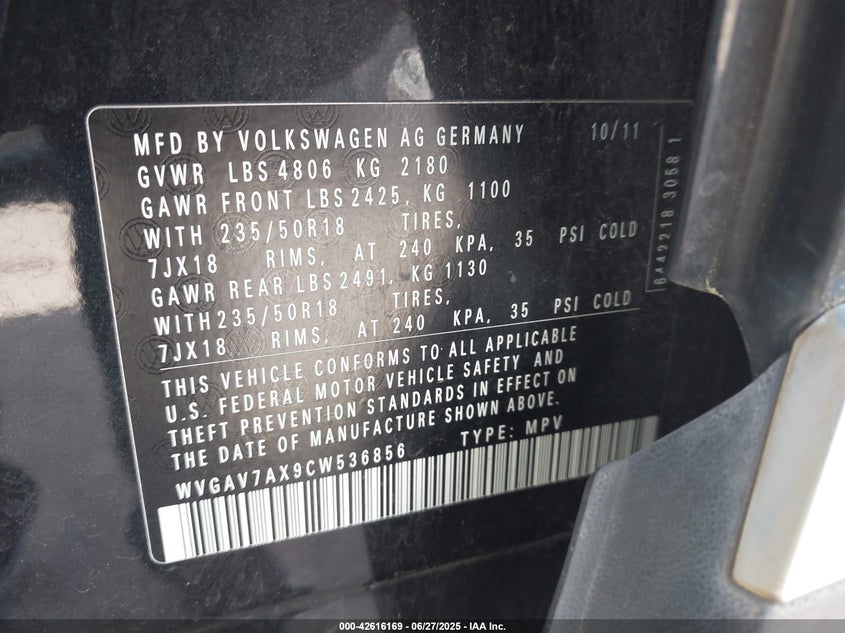 MFD BY VOLKSWAGEN AG GERMANY 10/11
GVWR LBS 4806 KG 2180
GAWR FRONT LBS 2425, KG 1100
WITH 235/50R18 TIRES,
7JX18 RIMS, AT 240 KPA, 35 PSI COLD
GAWR REAR LBS 2491, KG 1130
WITH 235/50R18 TIRES,
7JX18 RIMS, AT 240 KPA, 35 PSI COLD
THIS VEHICLE CONFORMS TO ALL APPLICABLE
U.S. FEDERAL MOTOR VEHICLE SAFETY AND
THEFT PREVENTION STANDARDS IN EFFECT ON
THE DATE OF MANUFACTURE SHOWN ABOVE.
WVGAV7AX9CW536856 TYPE: MPV
000-42616169 — 06/27/2025 — IAA Inc.